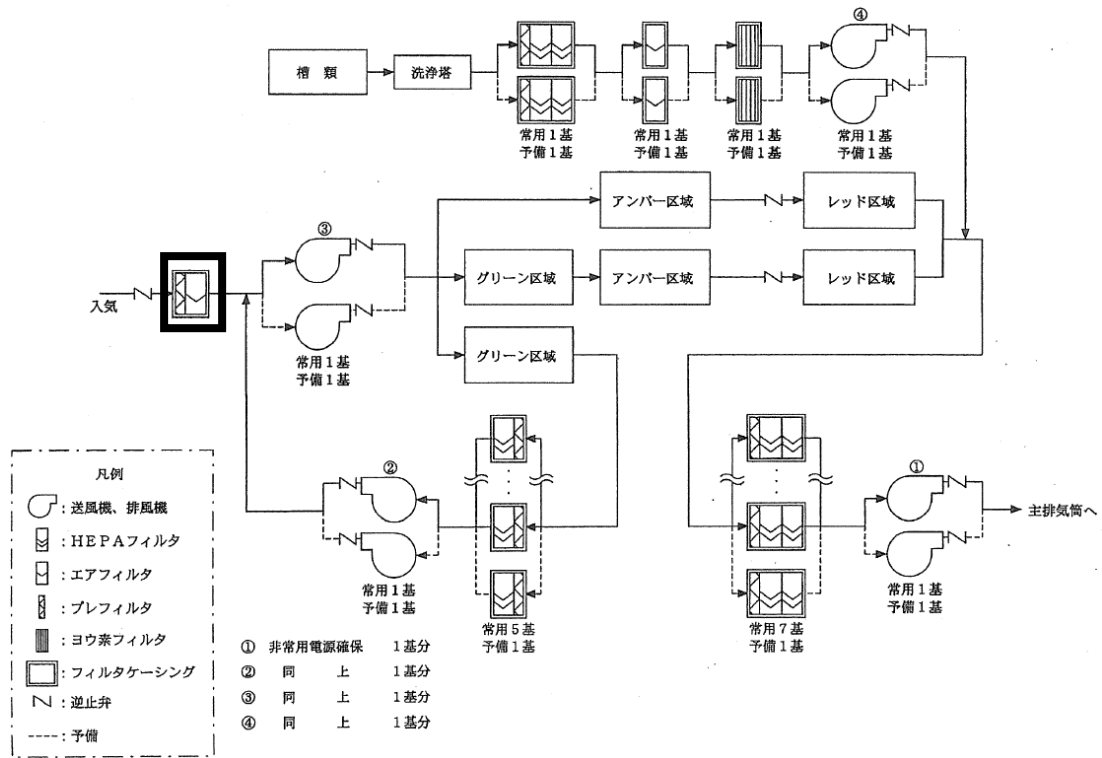 ④
槽　類
洗浄塔
常用１基
予備１基
常用１基
予備１基
常用１基
予備１基
常用１基
予備１基
アンバー区域
レッド区域
③
グリーン区域
アンバー区域
レッド区域
入気
グリーン区域
常用１基
予備１基
凡例
：送風機、排風機
：ＨＥＰＡフィルタ
：エアフィルタ
：プレフィルタ
：ヨウ素フィルタ
：フィルタケーシング
：逆止弁
：予備
②
常用１基
予備１基
常用５基
予備１基
①
主排気筒へ
常用１基
予備１基
常用７基
予備１基
①　非常用電源確保　１基分
②　同　上　１基分
③　同　上　１基分
④　同　上　１基分